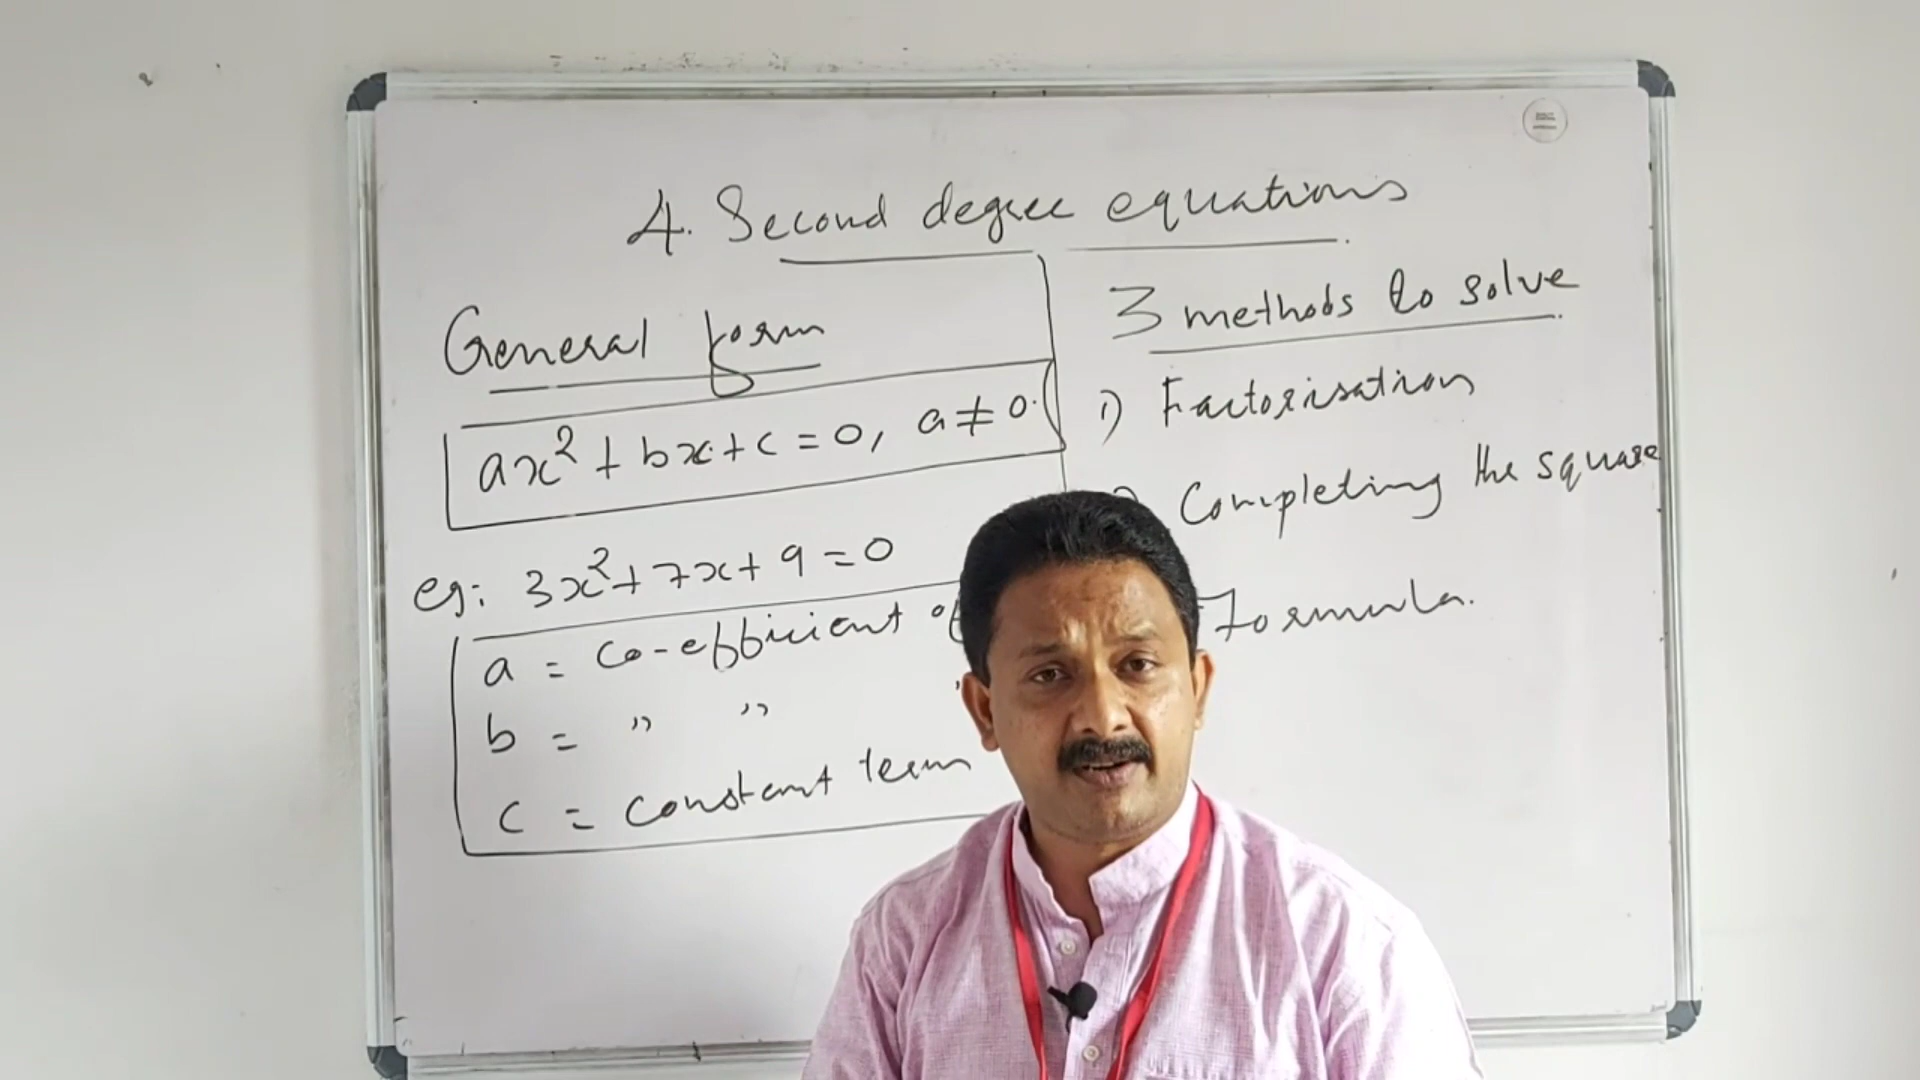 4. Second degree equations
General form
ax² + bx + c = 0, a ≠ 0.
eg: 3x² + 7x + 9 = 0
a = co-efficient of
b = " "
c = constant term
3 methods to solve
1) Factorisation
Completing the square
Formula.